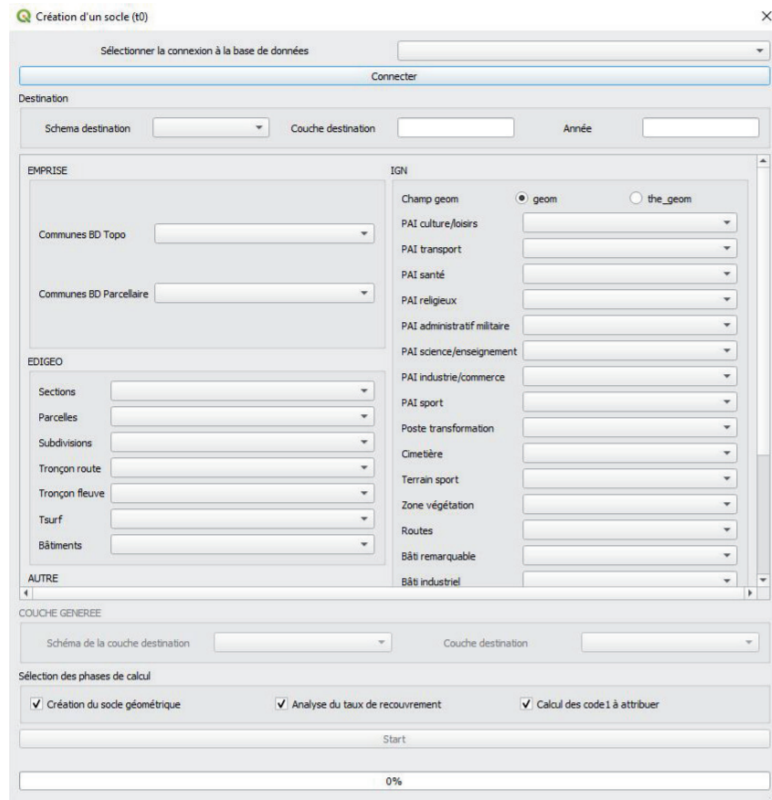 Création d'un socle (t0)
Sélectionner la connexion à la base de données
Connecter
Destination
Schema destination Couche destination Année
EMPRISE
Communes BD Topo
Communes BD Parcellaire
EDIGEO
Sections
Parcelles
Subdivisions
Tronçon route
Tronçon fleuve
Tsurf
Bâtiments
AUTRE
IGN
Champ geom geom the_geom
PAI culture/loisirs
PAI transport
PAI santé
PAI religieux
PAI administratif militaire
PAI science/enseignement
PAI industrie/commerce
PAI sport
Poste transformation
Cimetière
Terrain sport
Zone végétation
Routes
Bâti remarquable
Bâti industriel
COUCHE GENEREE
Schéma de la couche destination Couche destination
Sélection des phases de calcul
Création du socle géométrique Analyse du taux de recouvrement Calcul des code1 à attribuer
Start
0%